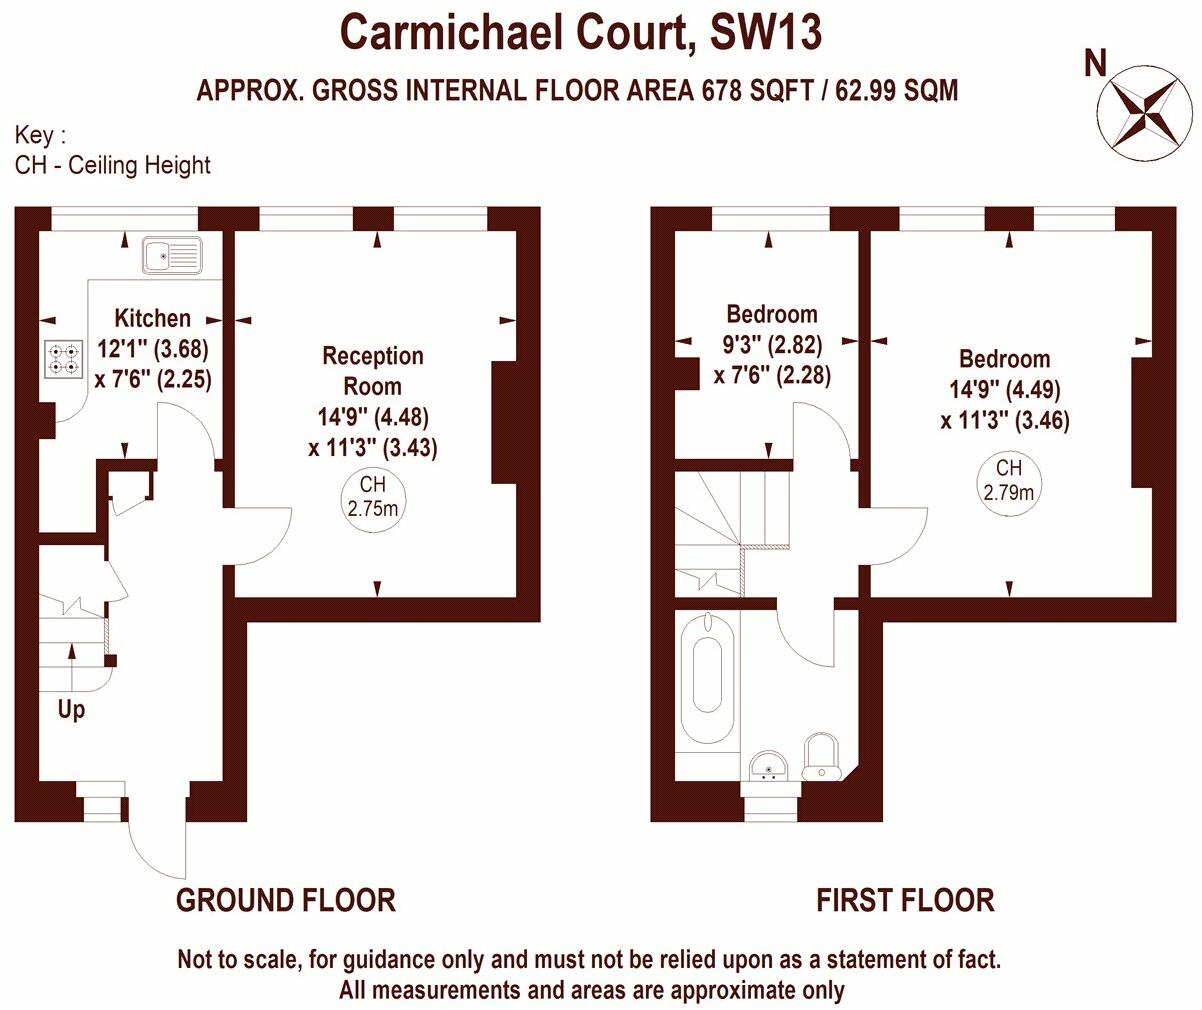 Carmichael Court, SW13
APPROX. GROSS INTERNAL FLOOR AREA 678 SQFT / 62.99 SQM
N
Key :
CH - Ceiling Height
Kitchen
12'1" (3.68)
x 7'6" (2.25)
Reception
Room
14'9" (4.48)
x 11'3" (3.43)
CH
2.75m
Up
GROUND FLOOR
Bedroom
9'3" (2.82)
x 7'6" (2.28)
Bedroom
14'9" (4.49)
x 11'3" (3.46)
CH
2.79m
FIRST FLOOR
Not to scale, for guidance only and must not be relied upon as a statement of fact.
All measurements and areas are approximate only